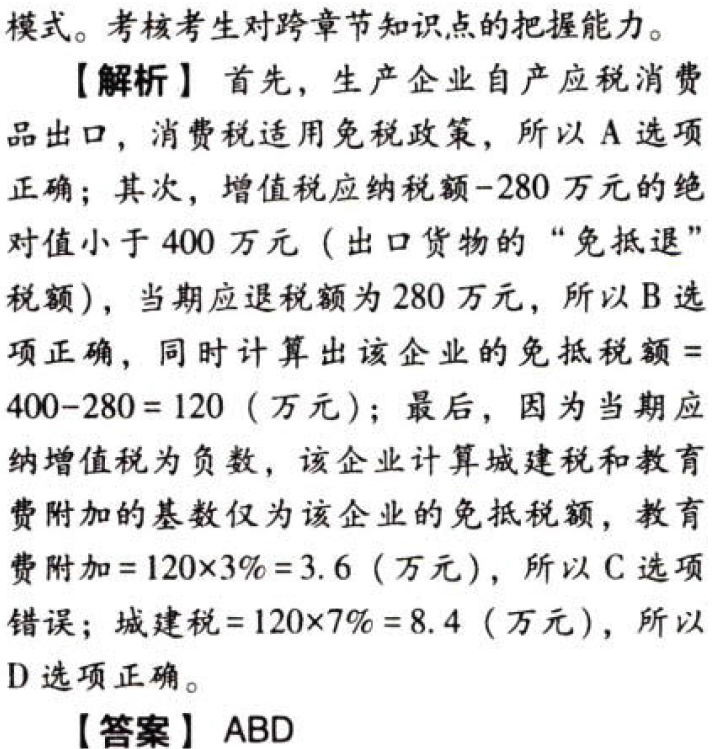 模式。考核考生对跨章节知识点的把握能力。
【解析】 首先，生产企业自产应税消费
品出口，消费税适用免税政策，所以 A 选项
正确；其次，增值税应纳税额-280 万元的绝
对值小于 400 万元（出口货物的“免抵退”
税额），当期应退税额为 280 万元，所以 B 选
项正确，同时计算出该企业的免抵税额=
400-280=120（万元）；最后，因为当期应
纳增值税为负数，该企业计算城建税和教育
费附加的基数仅为该企业的免抵税额，教育
费附加=120×3%=3.6（万元），所以 C 选项
错误；城建税=120×7%=8.4（万元），所以
D 选项正确。
【答案】 ABD